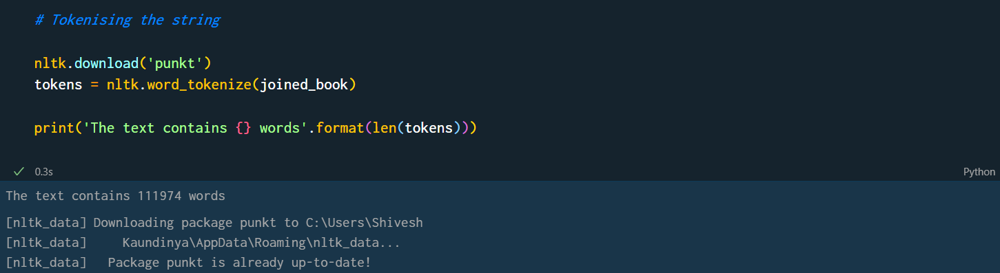 # Tokenising the string
nltk.download('punkt')
tokens = nltk.word_tokenize(joined_book)
print('The text contains {} words'.format(len(tokens)))
0.3s
Python
The text contains 111974 words
[nltk_data] Downloading package punkt to C:\Users\Shivesh
[nltk_data]     Kaundinya\AppData\Roaming\nltk_data...
[nltk_data]   Package punkt is already up-to-date!